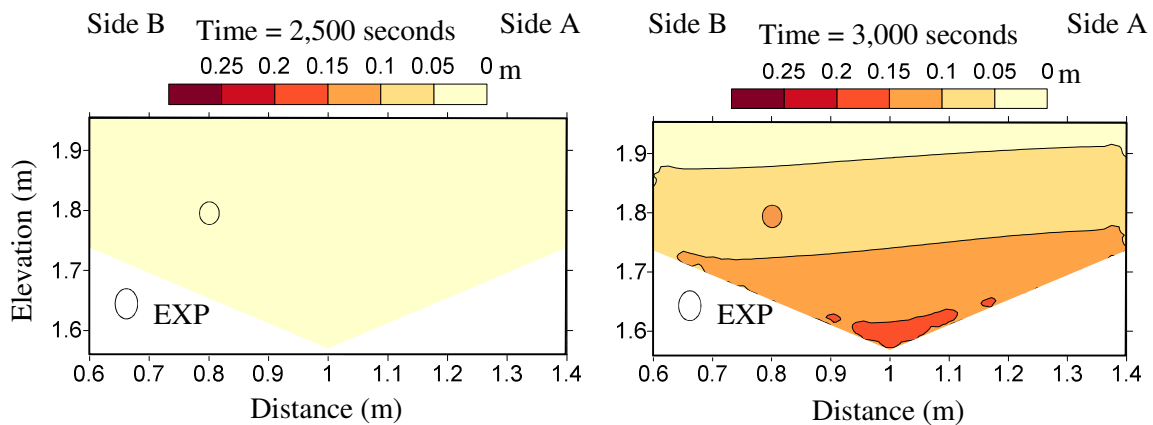 Side B Time = 2,500 seconds Side A
0.25 0.2 0.15 0.1 0.05 0 m
1.9
1.8
1.7
1.6
Elevation (m)
EXP
0.6 0.7 0.8 0.9 1 1.1 1.2 1.3 1.4
Distance (m)
Side B Time = 3,000 seconds Side A
0.25 0.2 0.15 0.1 0.05 0 m
1.9
1.8
1.7
1.6
EXP
0.6 0.7 0.8 0.9 1 1.1 1.2 1.3 1.4
Distance (m)